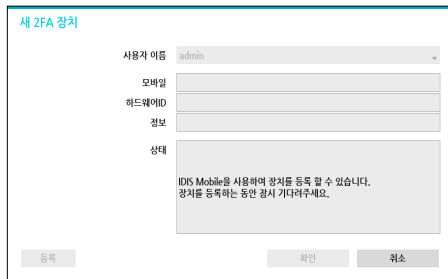 새 2FA 장치
사용자 이름 admin
모바일
하드웨어ID
정보
상태
IDIS Mobile을 사용하여 장치를 등록 할 수 있습니다.
장치를 등록하는 동안 잠시 기다려주세요.
등록 확인 취소